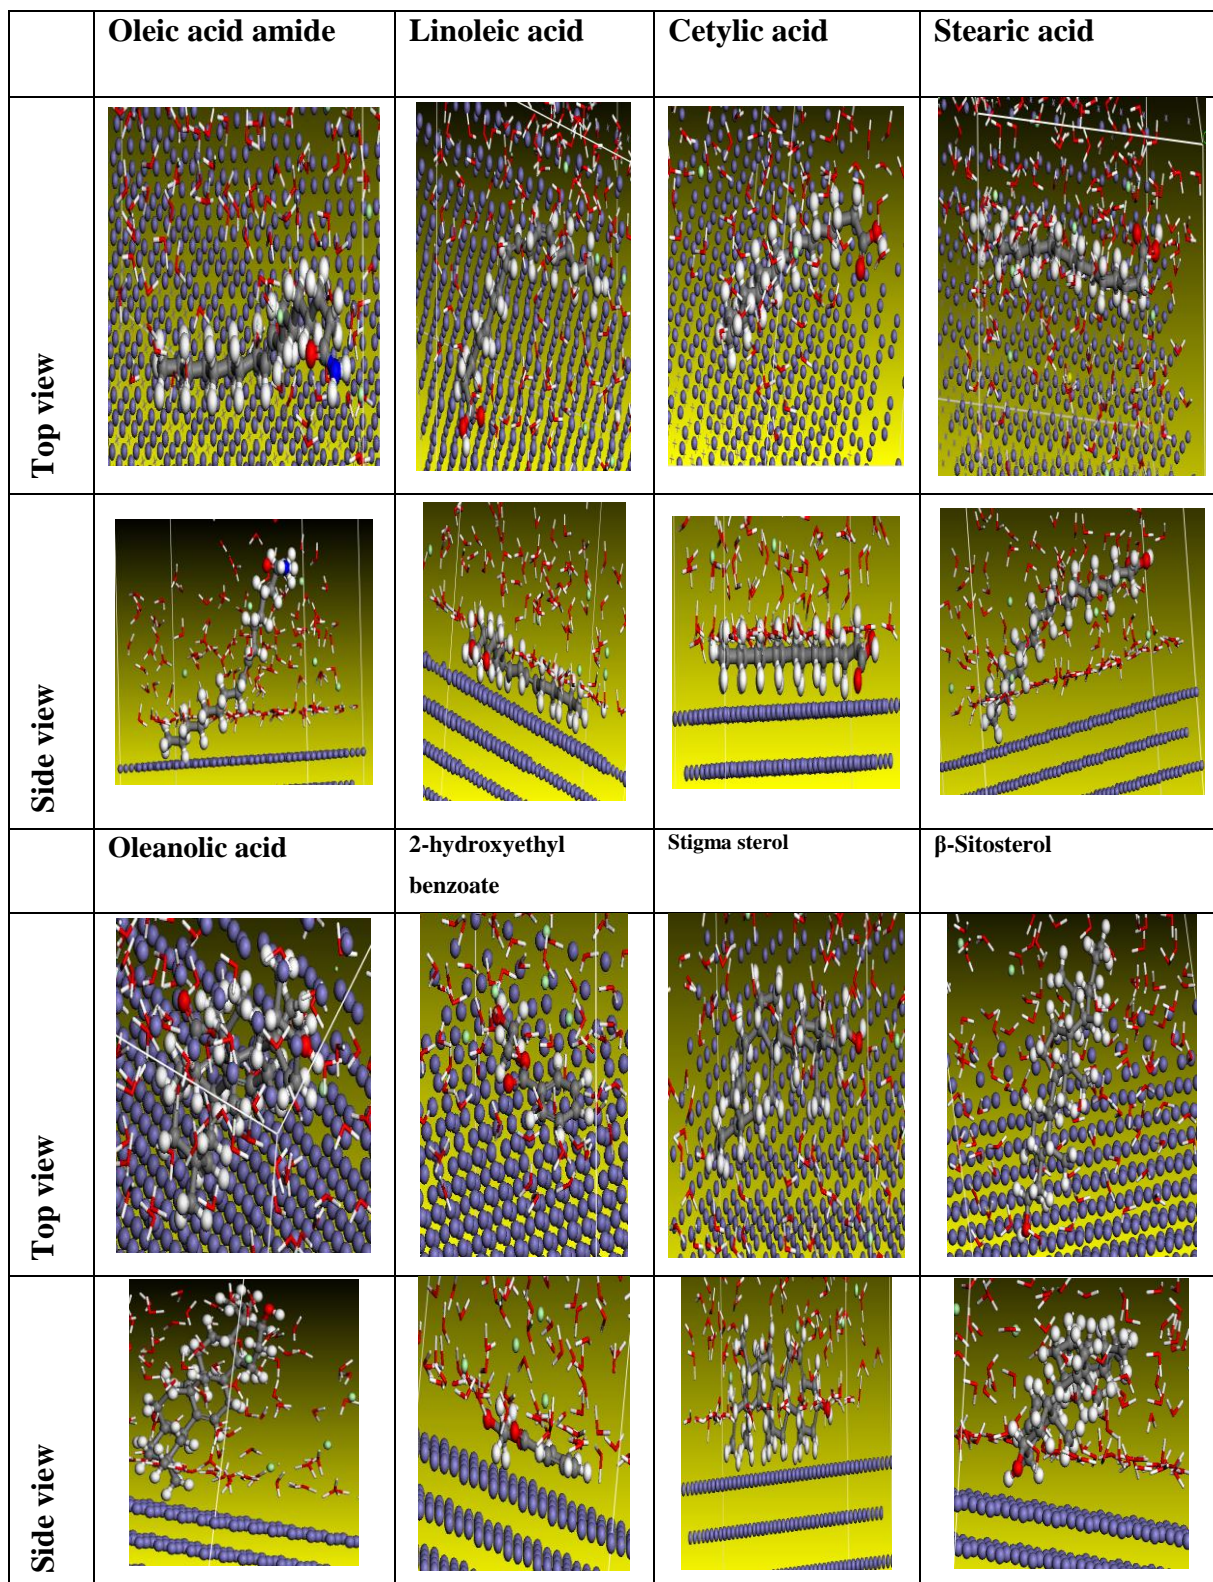 Oleic acid amide
Linoleic acid
Cetylic acid
Stearic acid
Top view
Side view
Oleanolic acid
2-hydroxyethyl
benzoate
Stigma sterol
β-Sitosterol
Top view
Side view